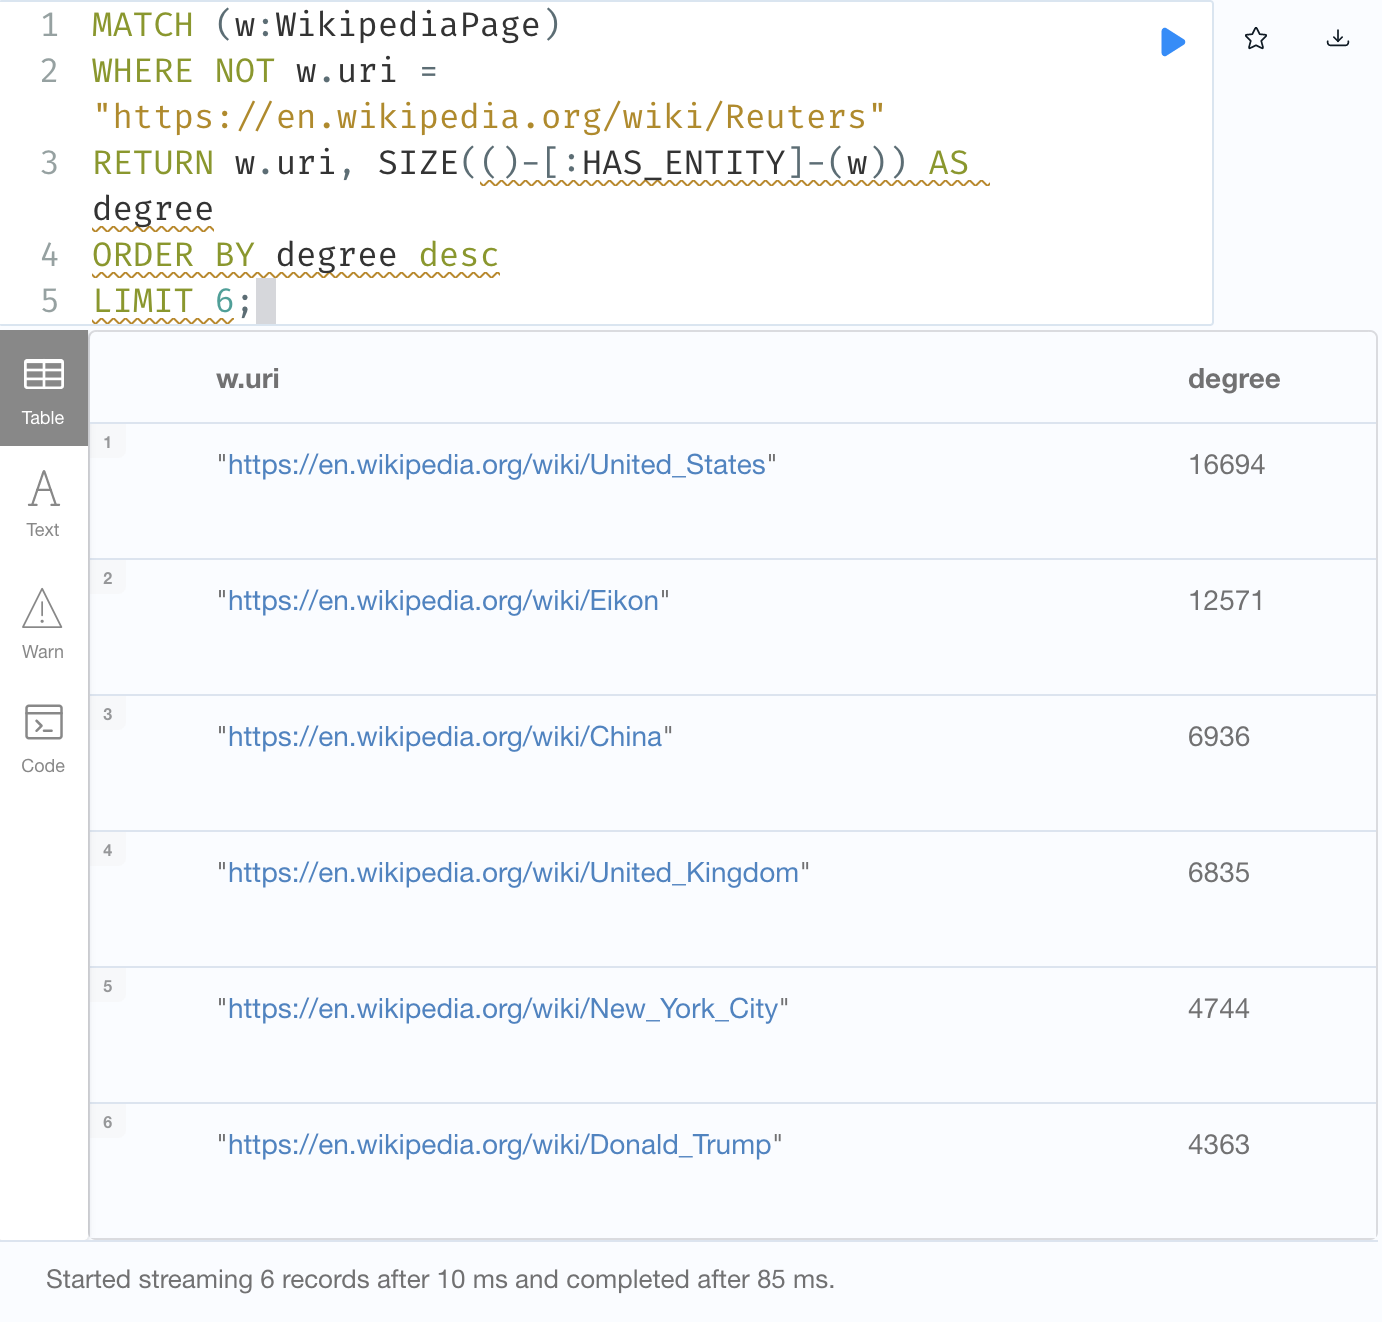 1 MATCH (w:WikipediaPage)
2 WHERE NOT w.uri =
"https://en.wikipedia.org/wiki/Reuters"
3 RETURN w.uri, SIZE(()-[:HAS_ENTITY]-(w)) AS
degree
4 ORDER BY degree desc
5 LIMIT 6;
w.uri degree
Table
1 "https://en.wikipedia.org/wiki/United_States" 16694
Text
2 "https://en.wikipedia.org/wiki/Eikon" 12571
Warn
3 "https://en.wikipedia.org/wiki/China" 6936
Code
4 "https://en.wikipedia.org/wiki/United_Kingdom" 6835
5 "https://en.wikipedia.org/wiki/New_York_City" 4744
6 "https://en.wikipedia.org/wiki/Donald_Trump" 4363
Started streaming 6 records after 10 ms and completed after 85 ms.